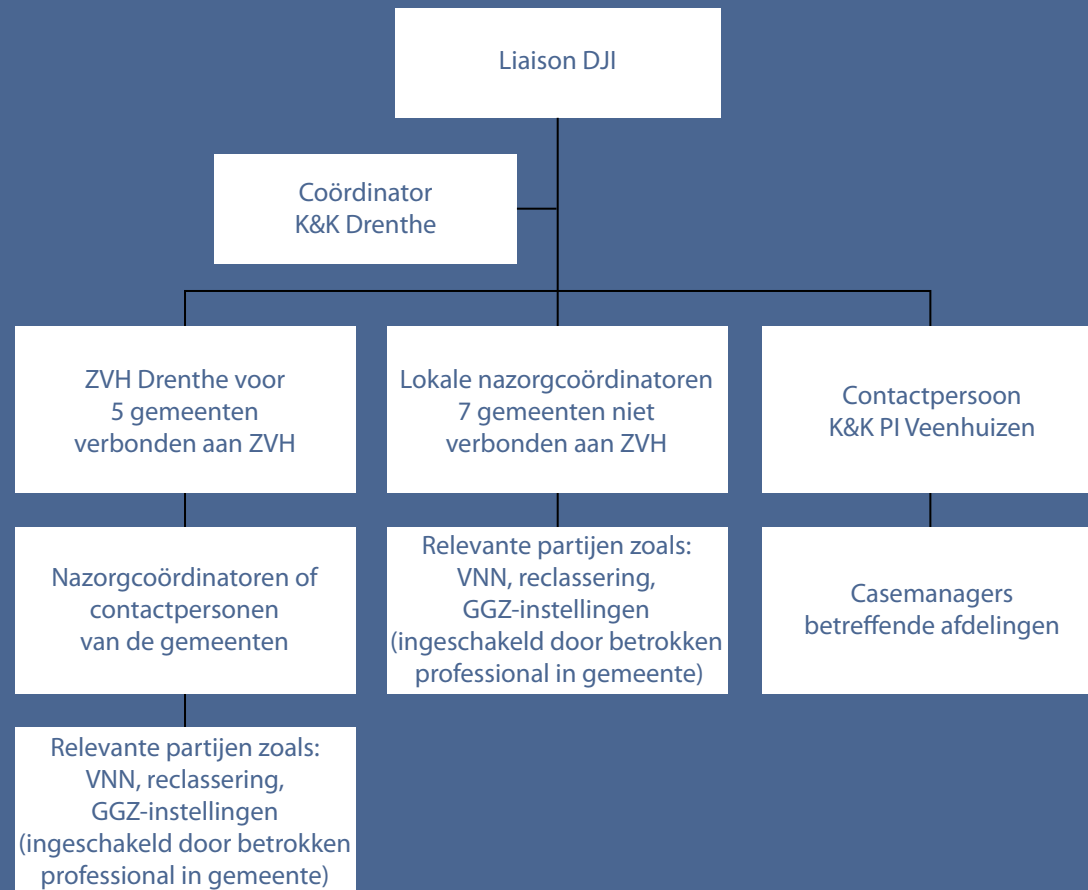 Liaison DJI
Coördinator
K&K Drenthe
ZVH Drenthe voor
5 gemeenten
verbonden aan ZVH
Lokale nazorgcoördinatoren
7 gemeenten niet
verbonden aan ZVH
Contactpersoon
K&K PI Veenhuizen
Nazorgcoördinatoren of
contactpersonen
van de gemeenten
Relevante partijen zoals:
VNN, reclassering,
GGZ-instellingen
(ingeschakeld door betrokken
professional in gemeente)
Casemanagers
betreffende afdelingen
Relevante partijen zoals:
VNN, reclassering,
GGZ-instellingen
(ingeschakeld door betrokken
professional in gemeente)